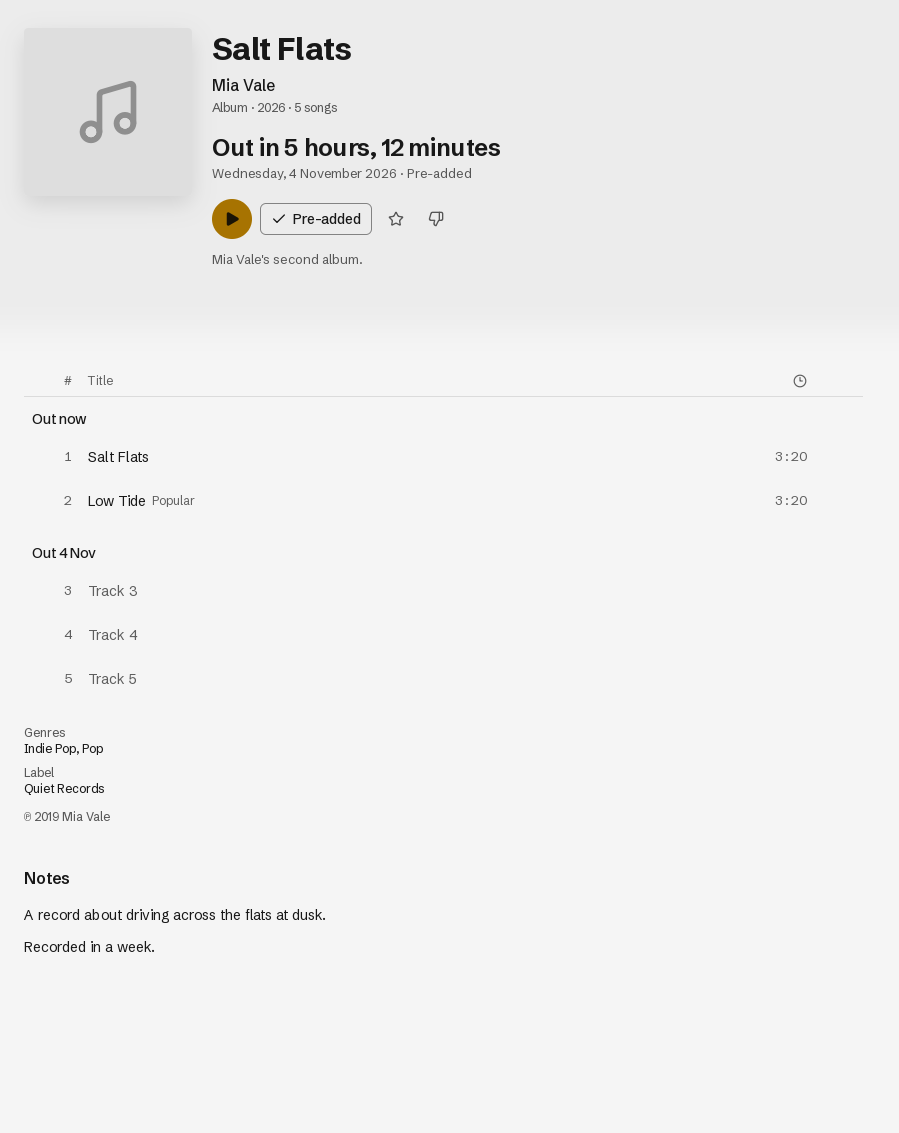 Salt Flats
Mia Vale
Album · 2026 · 5 songs
Out in 5 hours, 12 minutes
Wednesday, 4 November 2026 · Pre-added
Pre-added
Mia Vale's second album.
# Title
Out now
1 Salt Flats 3:20
2 Low Tide Popular 3:20
Out 4 Nov
3 Track 3
4 Track 4
5 Track 5
Genres
Indie Pop, Pop
Label
Quiet Records
℗ 2019 Mia Vale
Notes
A record about driving across the flats at dusk.
Recorded in a week.